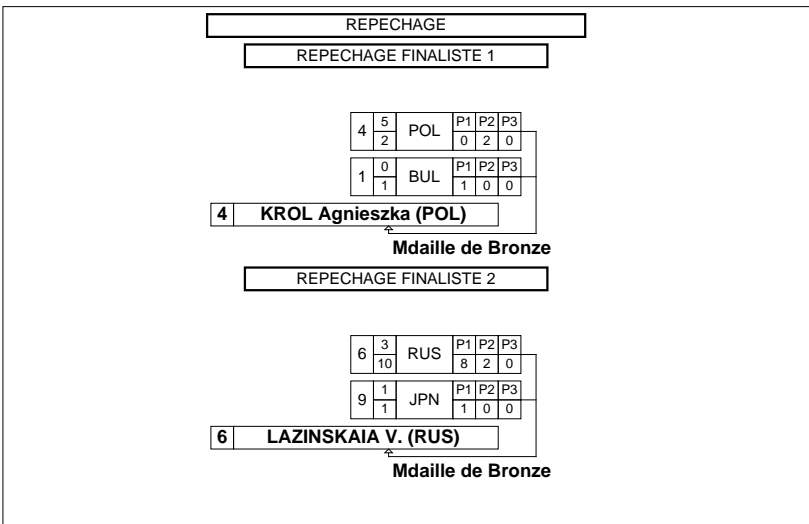 REPECHAGE
REPECHAGE FINALISTE 1
4 5 POL P1 P2 P3
2 0 2 0
1 0 BUL P1 P2 P3
1 1 0 0
4 KROL Agnieszka (POL)
Mdaille de Bronze
REPECHAGE FINALISTE 2
6 3 RUS P1 P2 P3
10 8 2 0
9 1 JPN P1 P2 P3
1 1 0 0
6 LAZINSKAIA V. (RUS)
Mdaille de Bronze